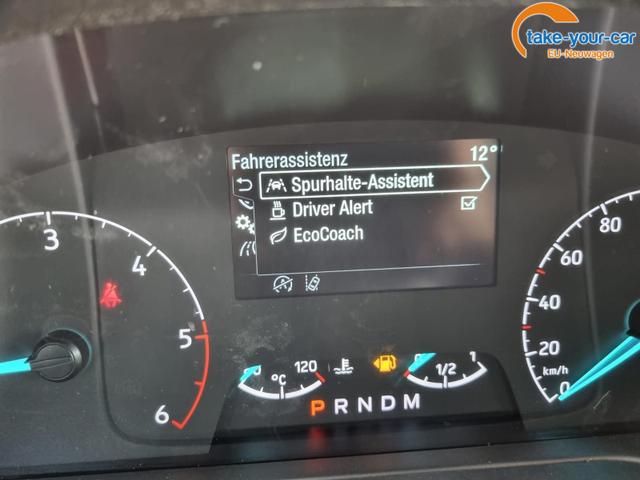 take-your-car
EU-Neuwagen
Fahrerassistenz 12°
Spurhalte-Assistent
Driver Alert
EcoCoach
3
4
5
6
80
60
40
20
0
km/h
120
°C
0 1/2 1
P R N D M